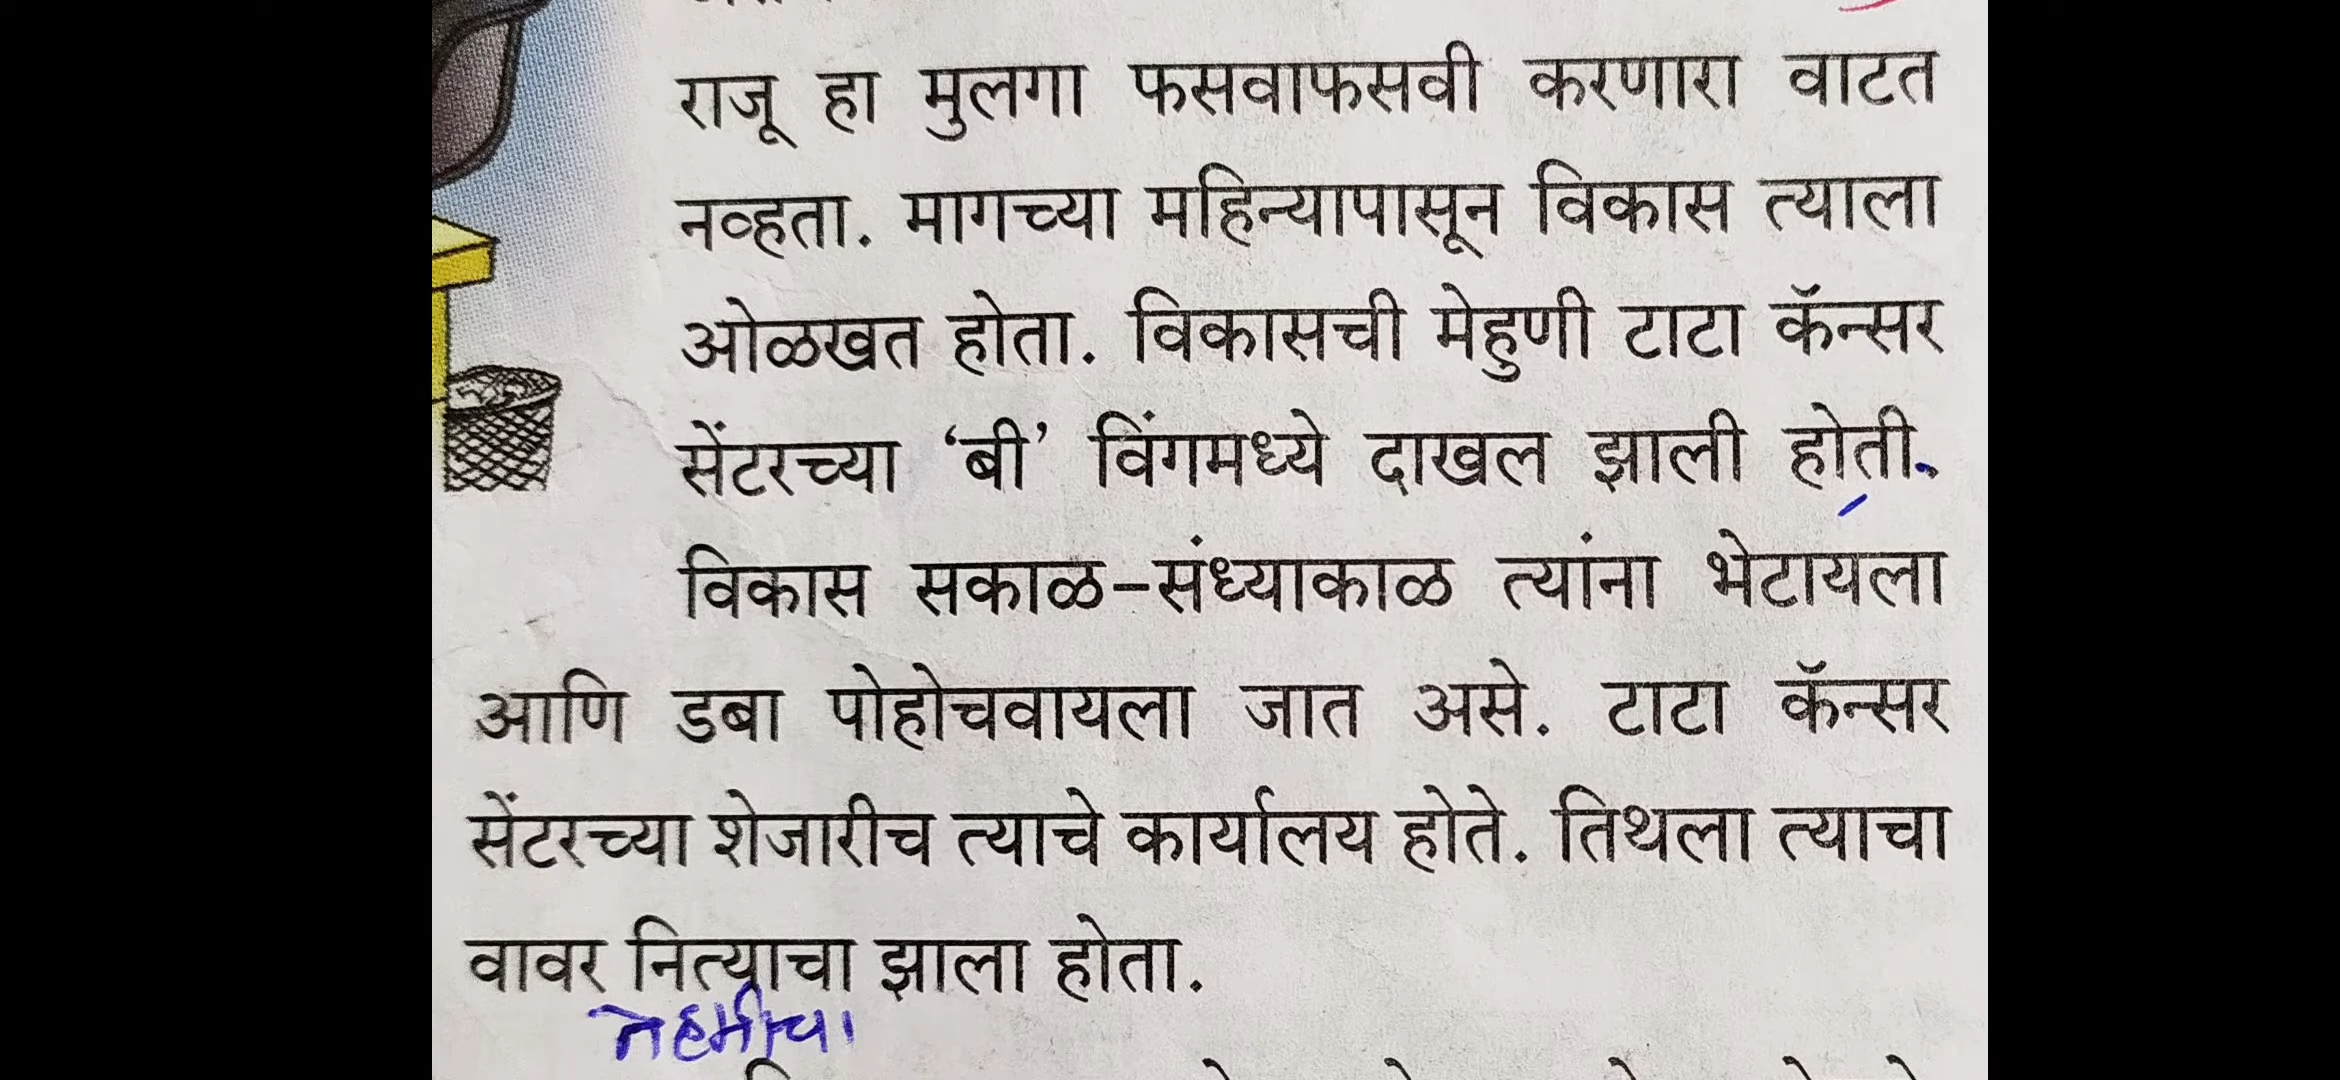 राजू हा मुलगा फसवाफसवी करणारा वाटत
नव्हता. मागच्या महिन्यापासून विकास त्याला
ओळखत होता. विकासची मेहुणी टाटा कॅन्सर
सेंटरच्या ‘बी’ विंगमध्ये दाखल झाली होती.
विकास सकाळ–संध्याकाळ त्यांना भेटायला
आणि डबा पोहोचवायला जात असे. टाटा कॅन्सर
सेंटरच्या शेजारीच त्याचे कार्यालय होते. तिथला त्याचा
वावर नित्याचा झाला होता.
नेहमीचा